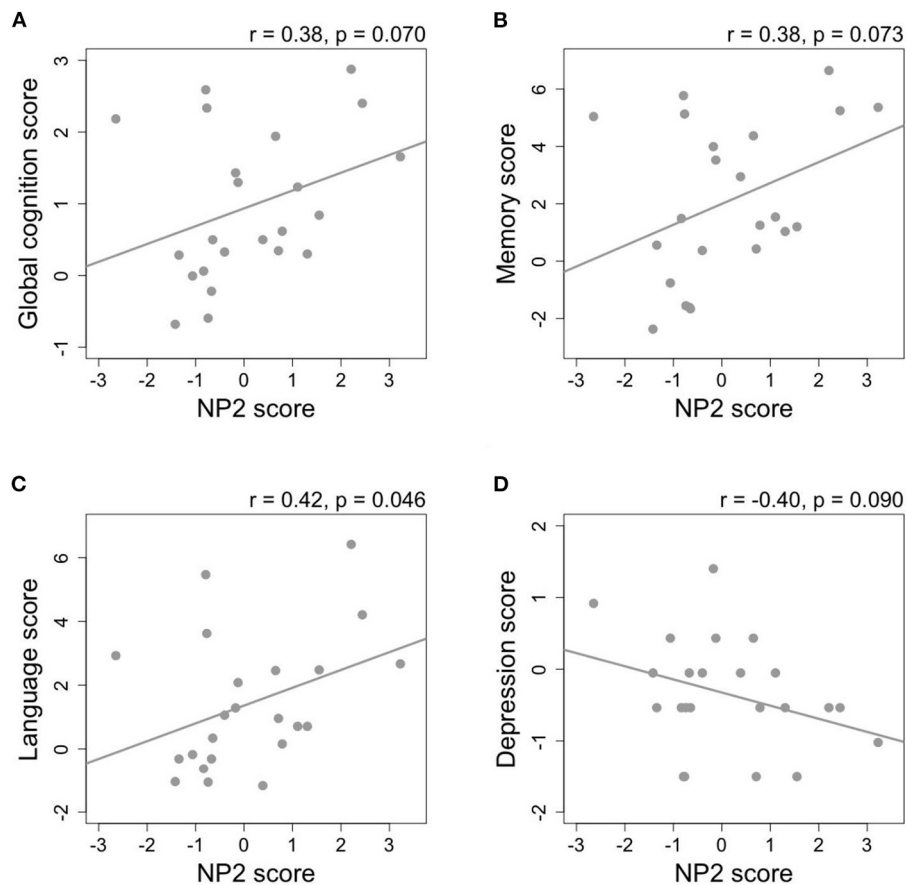 A
r = 0.38, p = 0.070
Global cognition score
3
2
1
0
-1
-3 -2 -1 0 1 2 3
NP2 score
B
r = 0.38, p = 0.073
Memory score
6
4
2
0
-2
-3 -2 -1 0 1 2 3
NP2 score
C
r = 0.42, p = 0.046
Language score
6
4
2
0
-2
-3 -2 -1 0 1 2 3
NP2 score
D
r = -0.40, p = 0.090
Depression score
2
1
0
-1
-2
-3 -2 -1 0 1 2 3
NP2 score